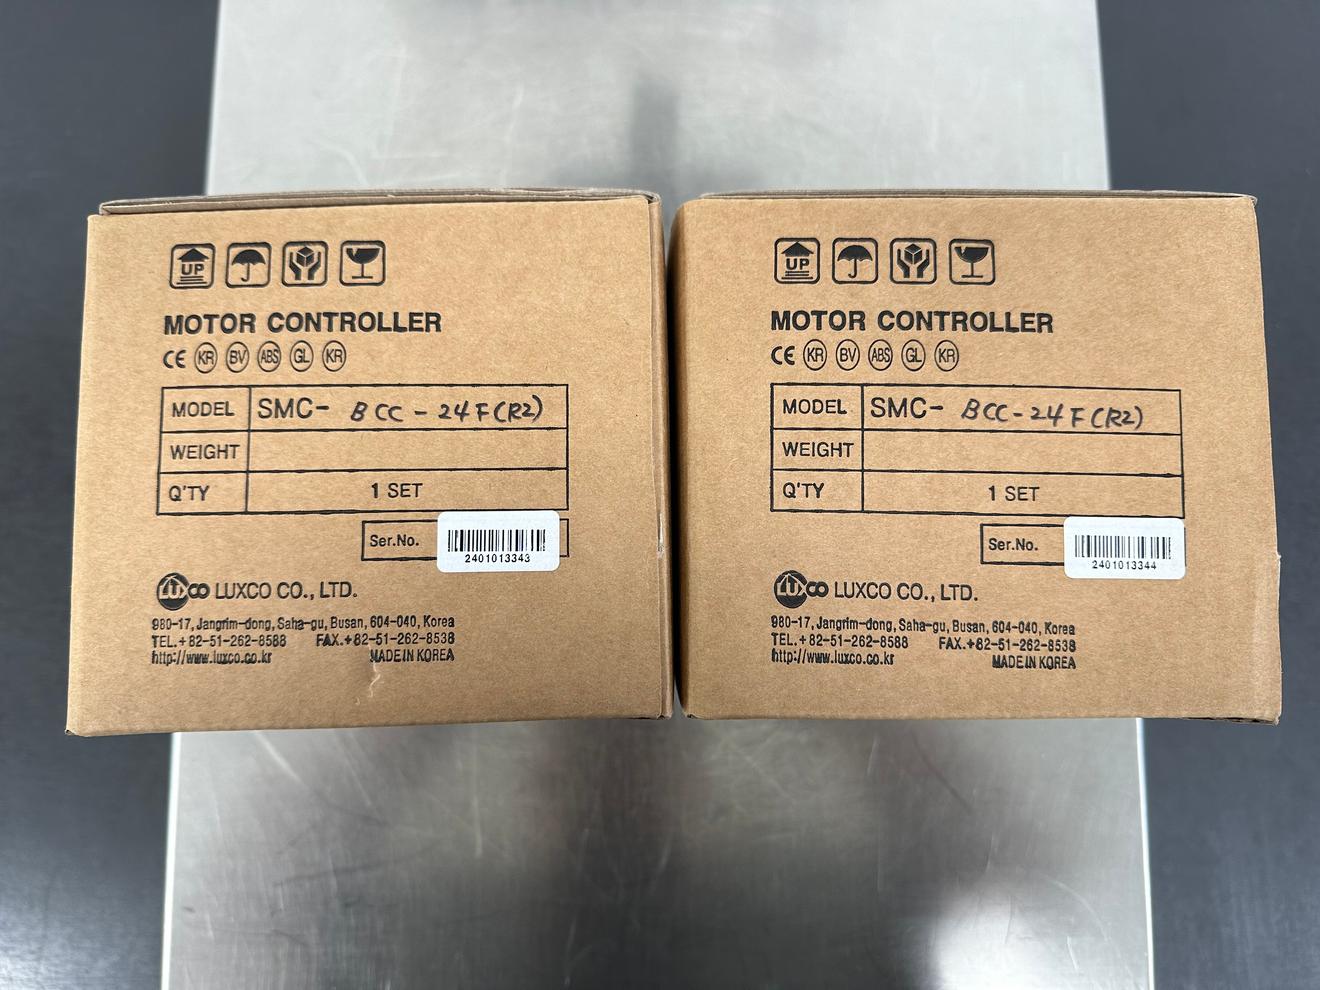 UP
MOTOR CONTROLLER
CE KR BV ABS GL KR
MODEL SMC- BCC-24F(R2)
WEIGHT
Q'TY 1 SET
Ser.No. 2401013343
LUXCO LUXCO CO., LTD.
980-17, Jangrim-dong, Saha-gu, Busan, 604-040, Korea
TEL.+82-51-262-8588 FAX.+82-51-262-8538
http://www.luxco.co.kr MADE IN KOREA
UP
MOTOR CONTROLLER
CE KR BV ABS GL KR
MODEL SMC- BCC-24F(R2)
WEIGHT
Q'TY 1 SET
Ser.No. 2401013344
LUXCO LUXCO CO., LTD.
980-17, Jangrim-dong, Saha-gu, Busan, 604-040, Korea
TEL.+82-51-262-8588 FAX.+82-51-262-8538
http://www.luxco.co.kr MADE IN KOREA